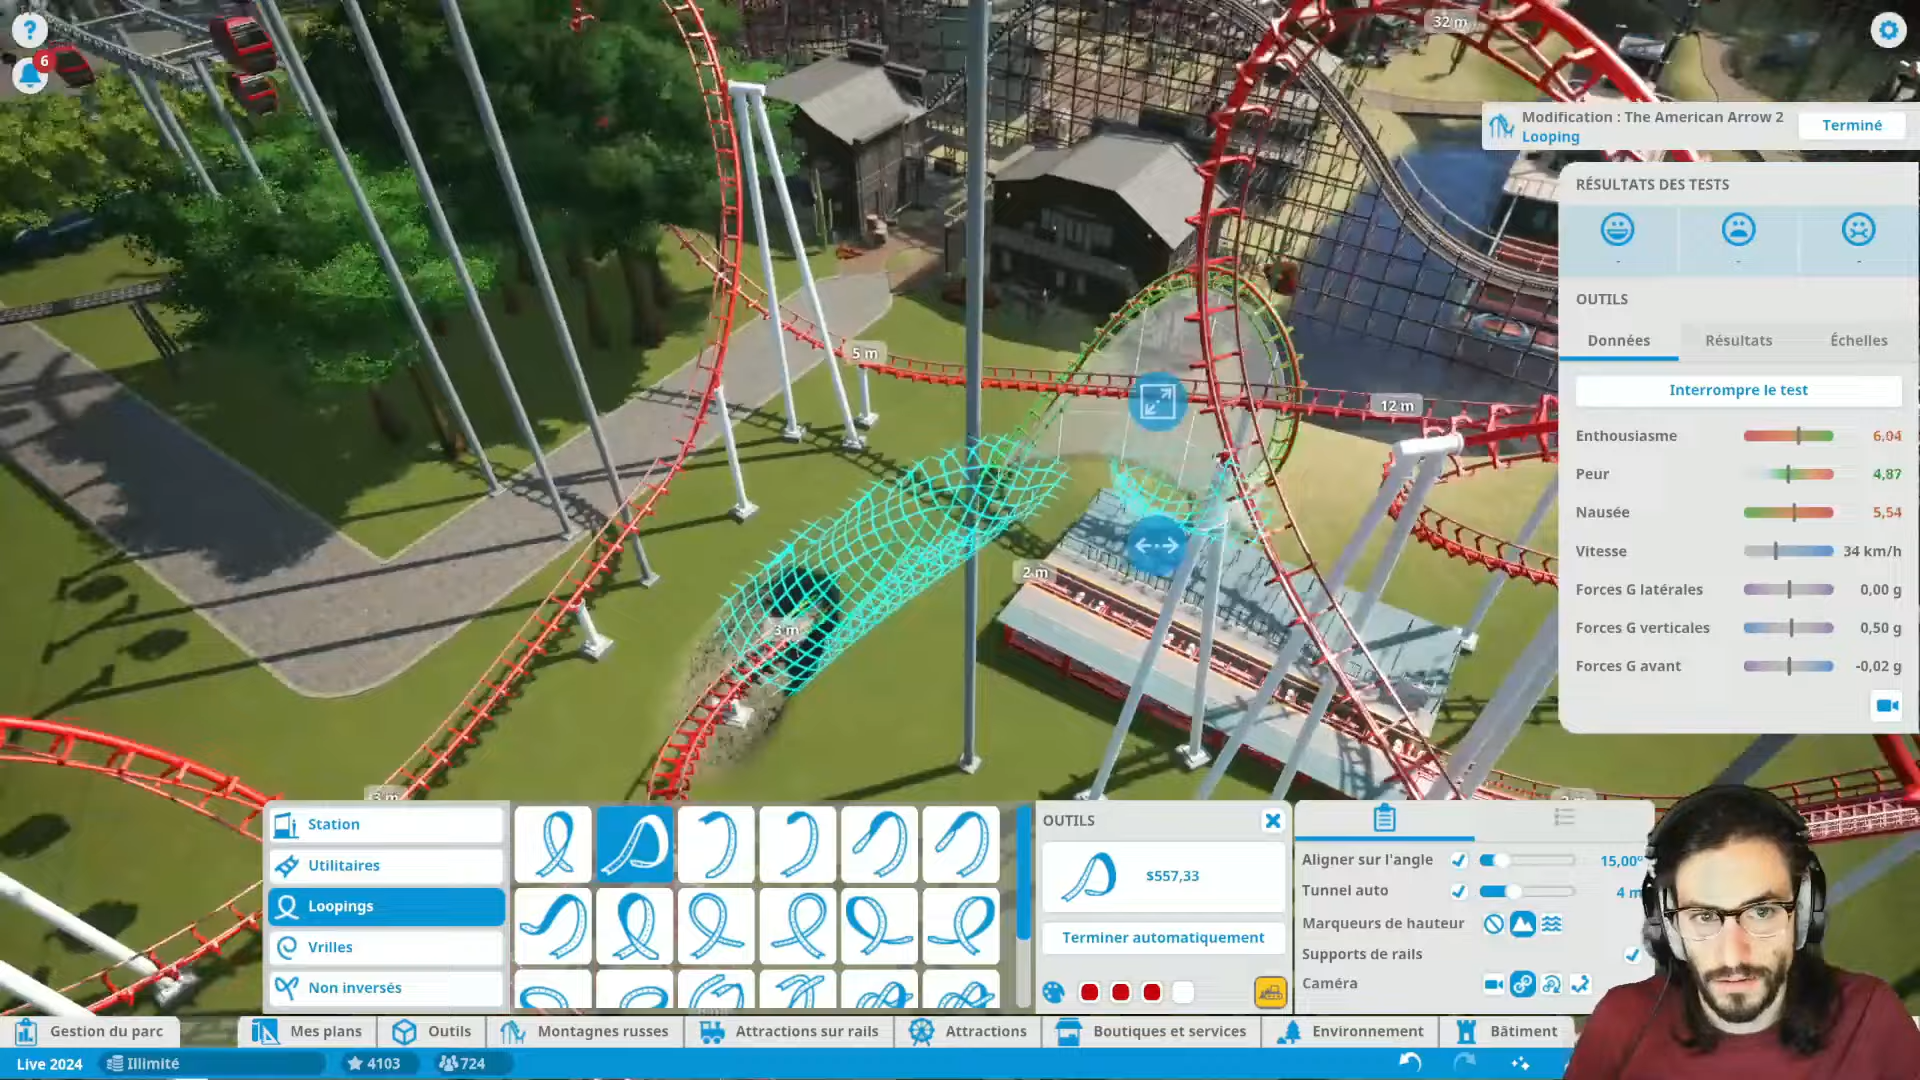 ?
6
32 m
Modification : The American Arrow 2
Looping
Terminé
RÉSULTATS DES TESTS
- - -
OUTILS
Données Résultats Échelles
Interrompre le test
Enthousiasme 6,04
Peur 4,87
Nausée 5,54
Vitesse 34 km/h
Forces G latérales 0,00 g
Forces G verticales 0,50 g
Forces G avant -0,02 g
5 m
12 m
2 m
3 m
3 m
Station
Utilitaires
Loopings
Vrilles
Non inversés
OUTILS
$557,33
Terminer automatiquement
Aligner sur l'angle 15,00°
Tunnel auto 4 m
Marqueurs de hauteur
Supports de rails
Caméra
Gestion du parc
Mes plans
Outils
Montagnes russes
Attractions sur rails
Attractions
Boutiques et services
Environnement
Bâtiment
Live 2024
Illimité
4103
724